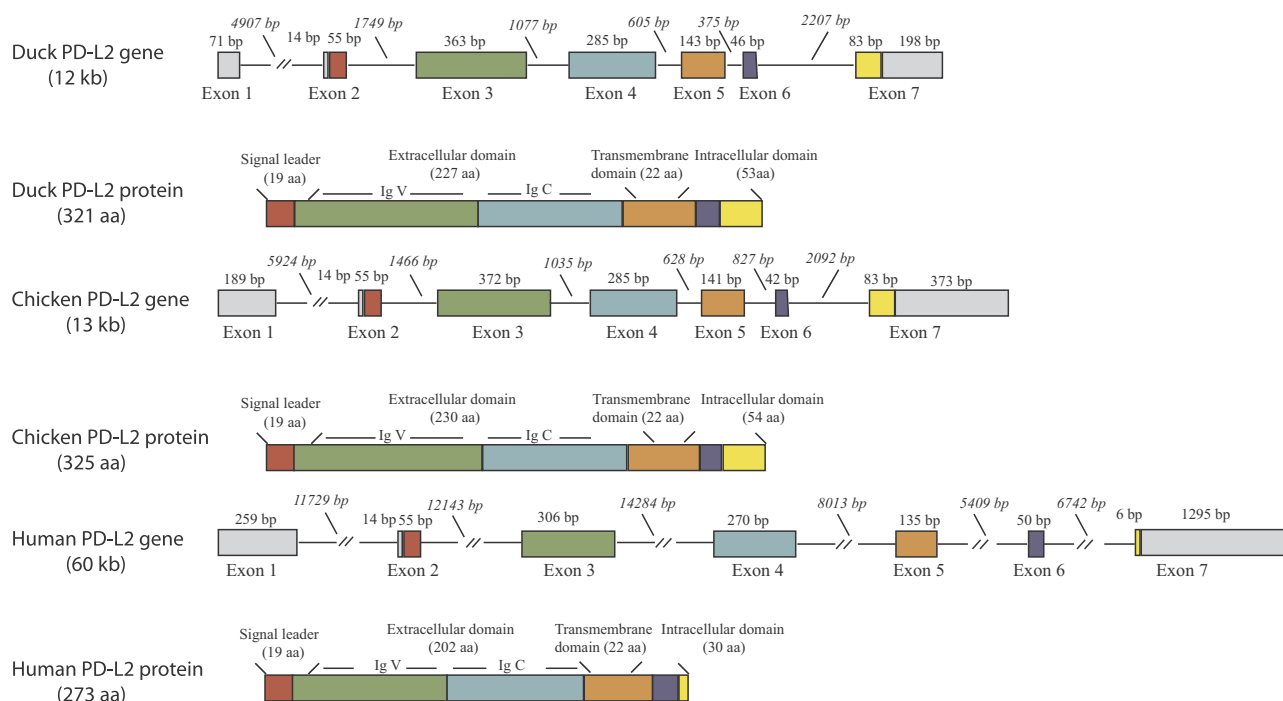 4907 bp 1749 bp 1077 bp 605 bp 375 bp 2207 bp
71 bp 14 bp 55 bp 363 bp 285 bp 143 bp 46 bp 83 bp 198 bp
Duck PD-L2 gene
(12 kb)
Exon 1 Exon 2 Exon 3 Exon 4 Exon 5 Exon 6 Exon 7
Signal leader Extracellular domain Transmembrane Intracellular domain
(19 aa) (227 aa) domain (22 aa) (53aa)
Ig V Ig C
Duck PD-L2 protein
(321 aa)
5924 bp 1466 bp 1035 bp 628 bp 827 bp 2092 bp
189 bp 14 bp 55 bp 372 bp 285 bp 141 bp 42 bp 83 bp 373 bp
Chicken PD-L2 gene
(13 kb)
Exon 1 Exon 2 Exon 3 Exon 4 Exon 5 Exon 6 Exon 7
Signal leader Extracellular domain Transmembrane Intracellular domain
(19 aa) (230 aa) domain (22 aa) (54 aa)
Ig V Ig C
Chicken PD-L2 protein
(325 aa)
11729 bp 12143 bp 14284 bp 8013 bp 5409 bp 6742 bp
259 bp 14 bp 55 bp 306 bp 270 bp 135 bp 50 bp 6 bp 1295 bp
Human PD-L2 gene
(60 kb)
Exon 1 Exon 2 Exon 3 Exon 4 Exon 5 Exon 6 Exon 7
Signal leader Extracellular domain Transmembrane Intracellular domain
(19 aa) (202 aa) domain (22 aa) (30 aa)
Ig V Ig C
Human PD-L2 protein
(273 aa)